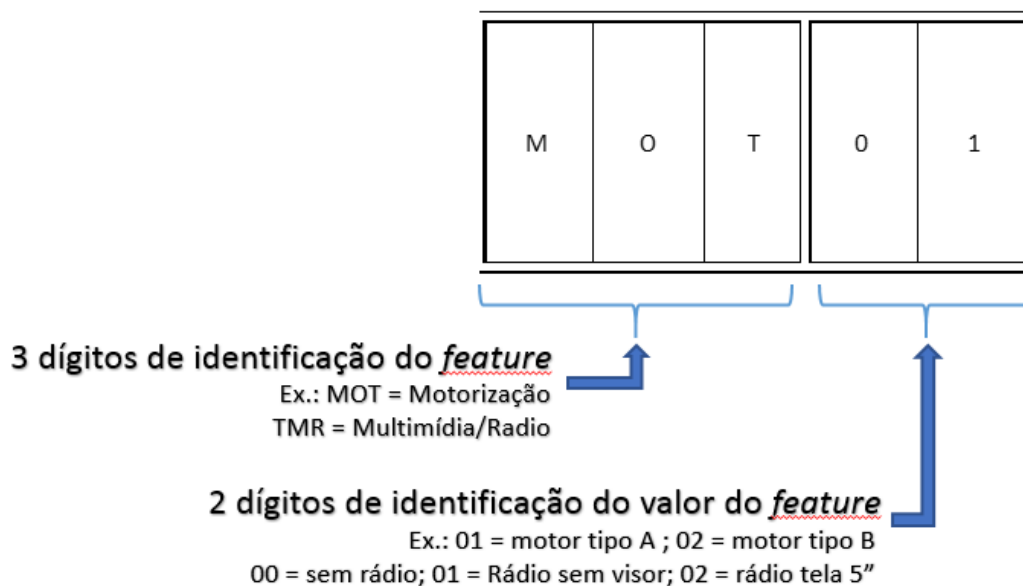 M O T 0 1
3 dígitos de identificação do feature
Ex.: MOT = Motorização
TMR = Multimídia/Radio
2 dígitos de identificação do valor do feature
Ex.: 01 = motor tipo A ; 02 = motor tipo B
00 = sem rádio; 01 = Rádio sem visor; 02 = rádio tela 5”